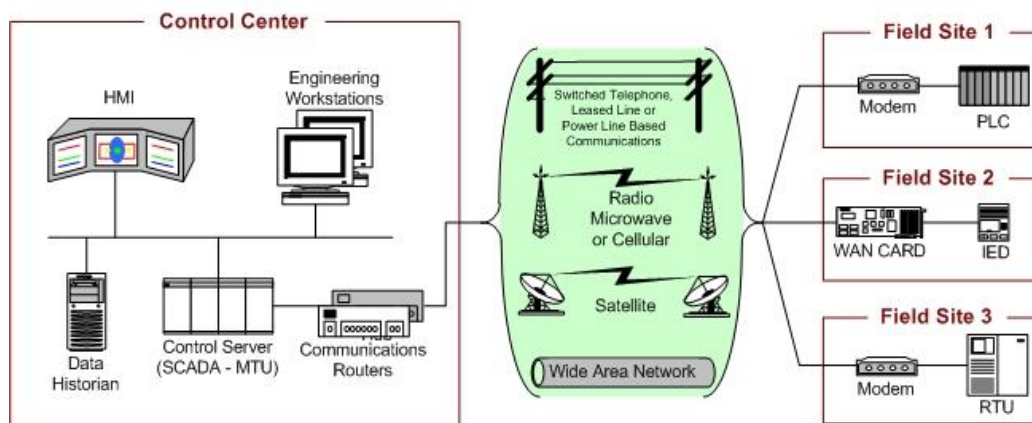 Control Center
HMI
Engineering
Workstations
Data
Historian
Control Server
(SCADA - MTU)
Communications
Routers
Switched Telephone,
Leased Line or
Power Line Based
Communications
Radio
Microwave
or Cellular
Satellite
Wide Area Network
Field Site 1
Modem
PLC
Field Site 2
WAN CARD
IED
Field Site 3
Modem
RTU